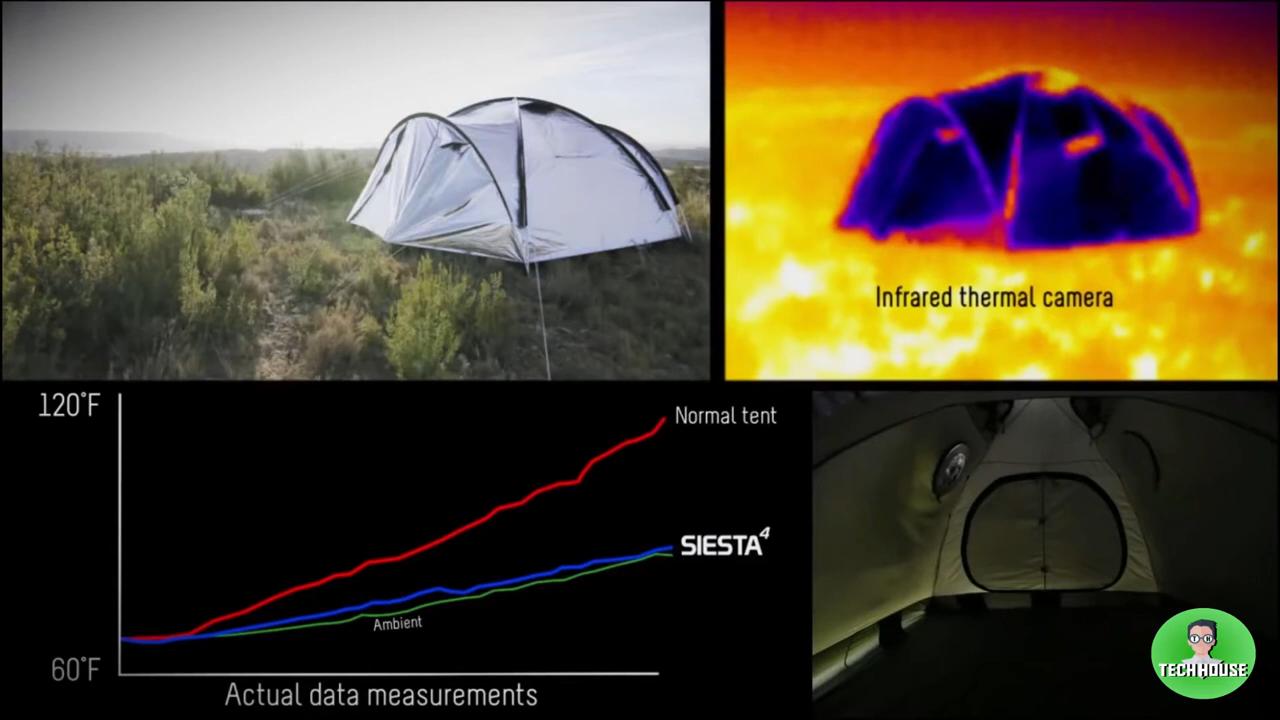 Infrared thermal camera
120°F
Normal tent
SIESTA4
Ambient
60°F
Actual data measurements
T H
TECHHOUSE